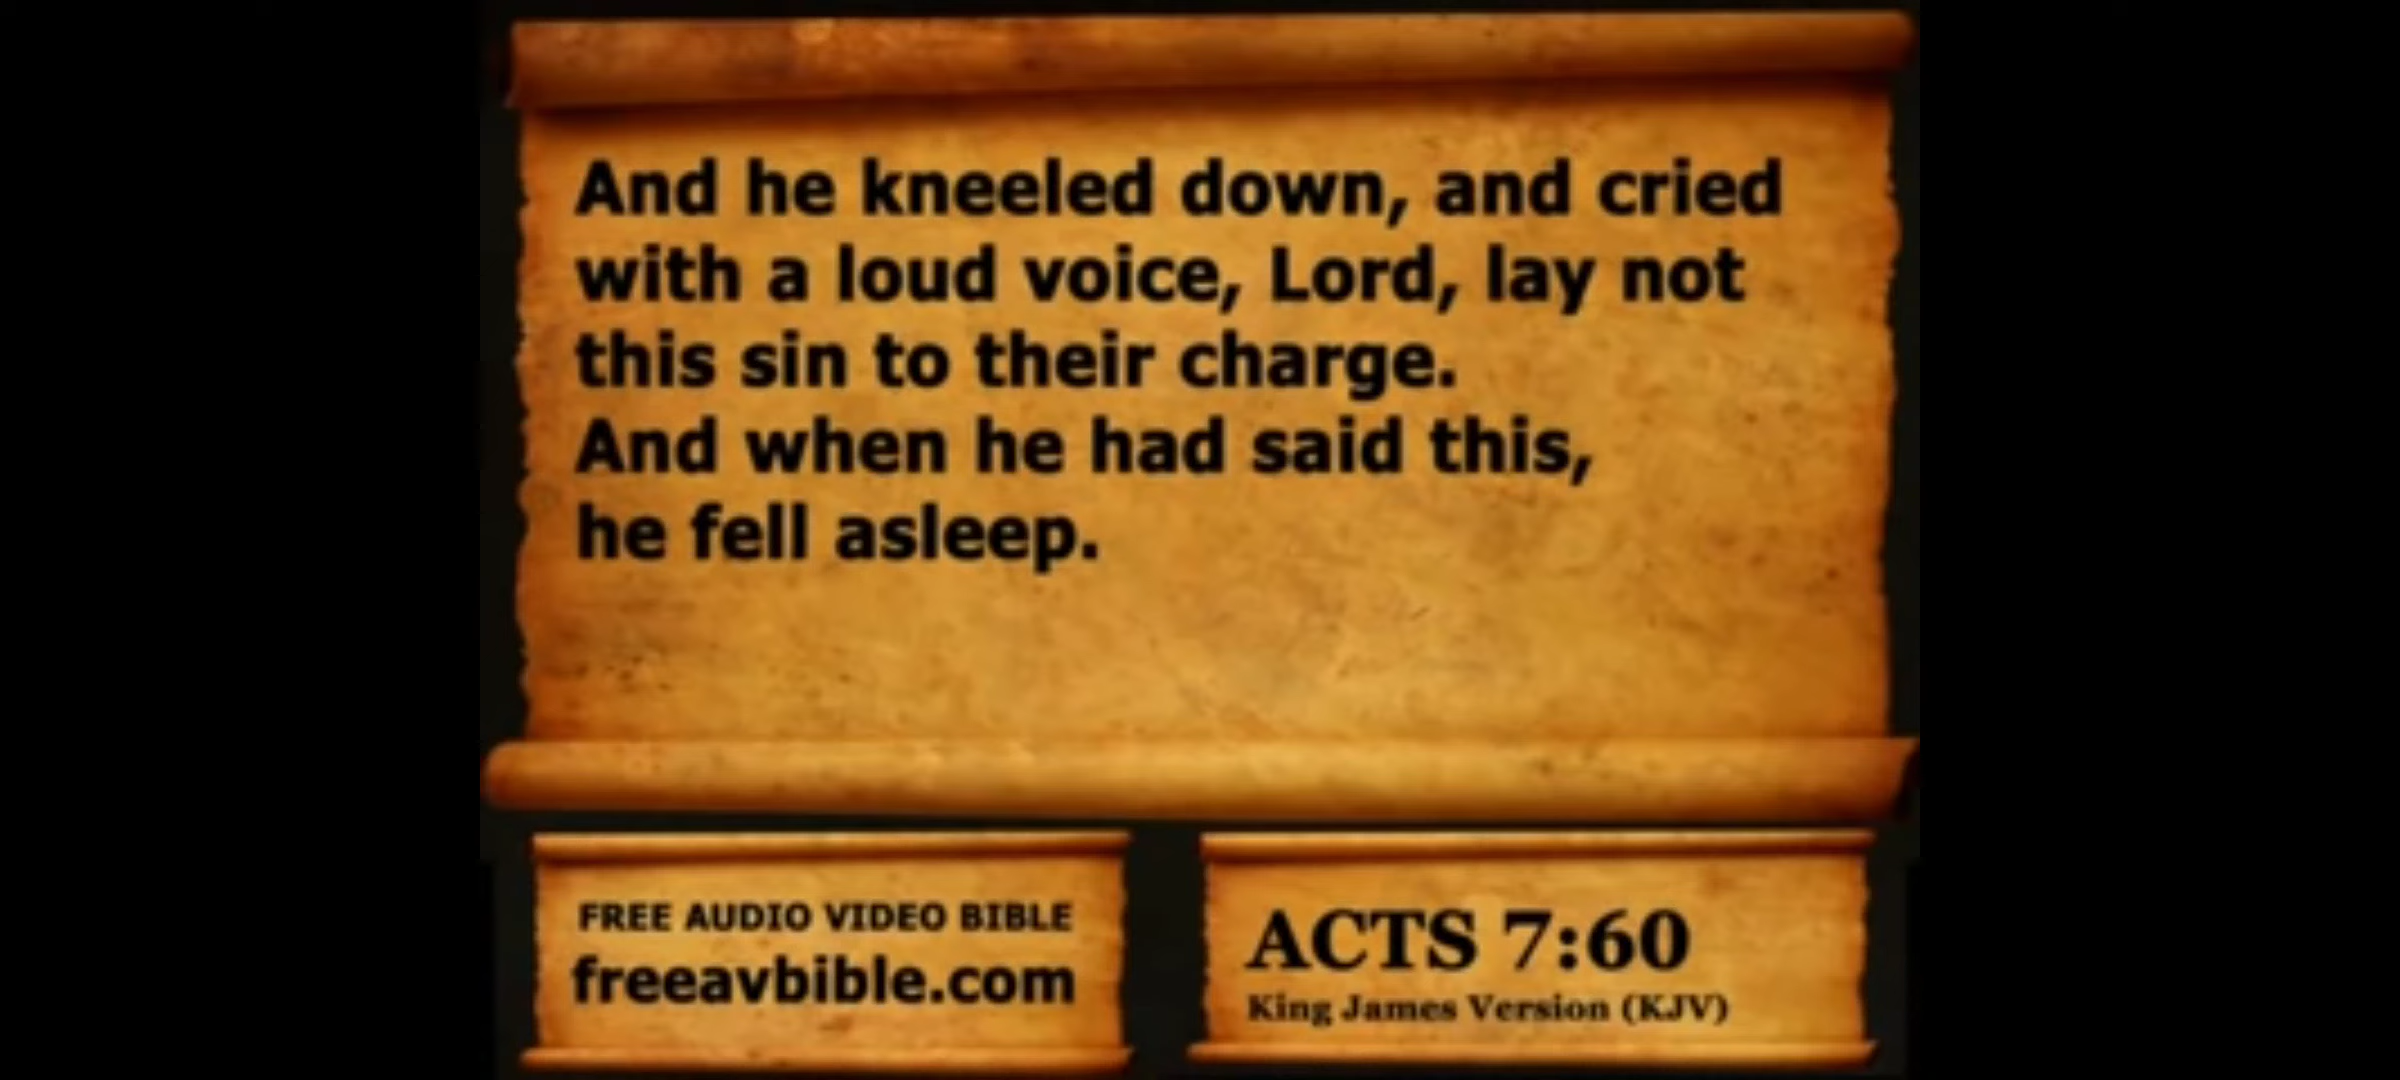 And he kneeled down, and cried
with a loud voice, Lord, lay not
this sin to their charge.
And when he had said this,
he fell asleep.
FREE AUDIO VIDEO BIBLE
freeavbible.com
ACTS 7:60
King James Version (KJV)